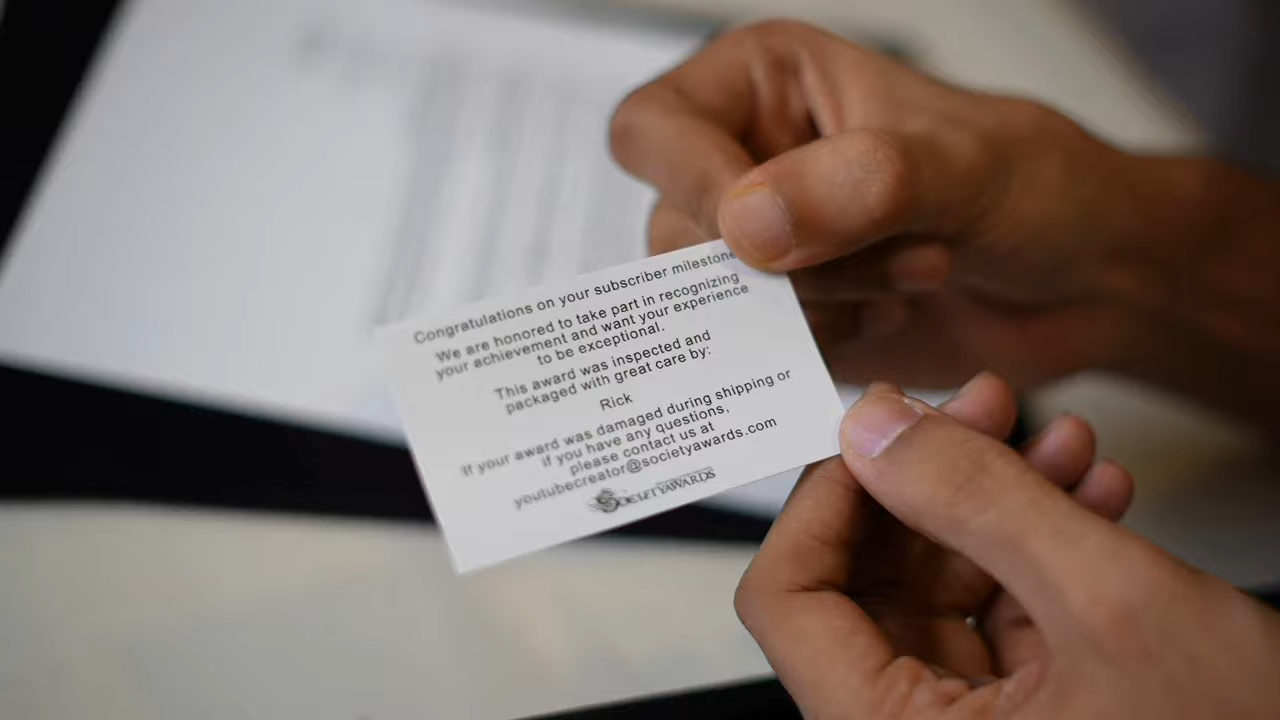 Congratulations on your subscriber milestone
We are honored to take part in recognizing
your achievement and want your experience
to be exceptional.
This award was inspected and
packaged with great care by:
Rick
If your award was damaged during shipping or
if you have any questions,
please contact us at
youtubecreator@societyawards.com
SOCIETYAWARDS